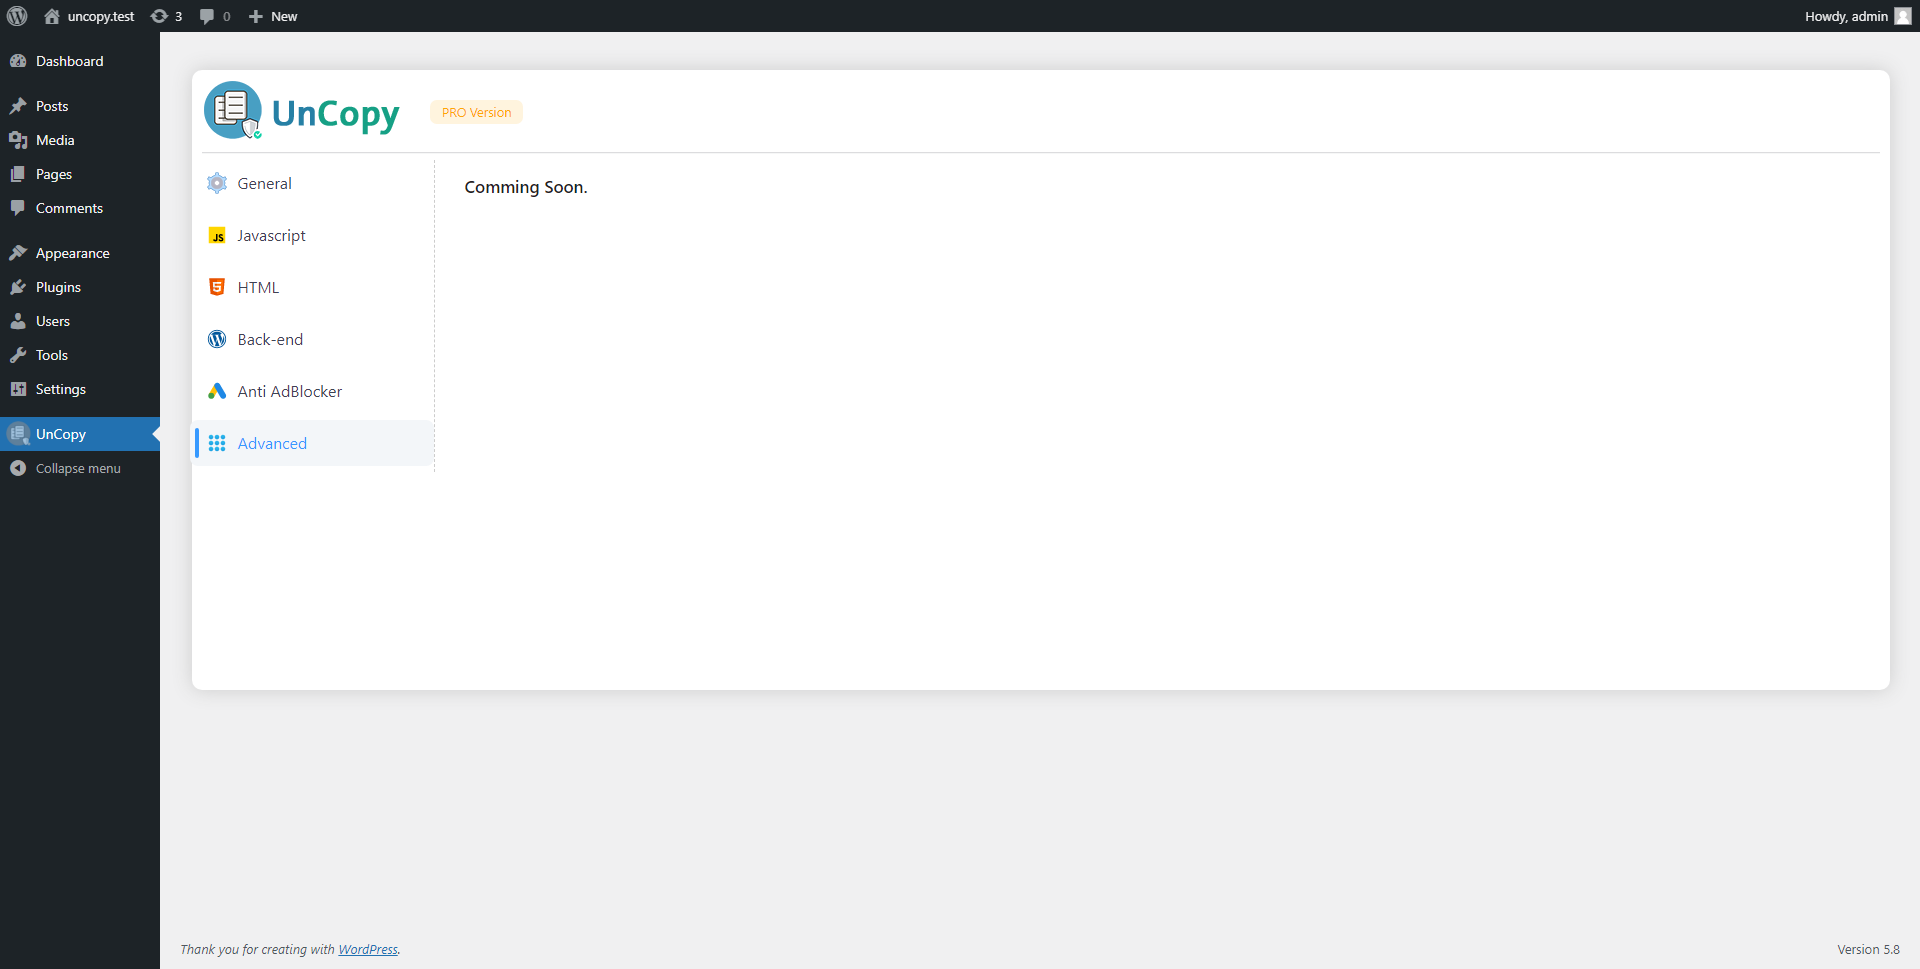 uncopy.test 3 0 New Howdy, admin
Dashboard
Posts
Media
Pages
Comments
Appearance
Plugins
Users
Tools
Settings
UnCopy
Collapse menu
UnCopy PRO Version
General
JS Javascript
5 HTML
Back-end
Anti AdBlocker
Advanced
Comming Soon.
Thank you for creating with WordPress.
Version 5.8